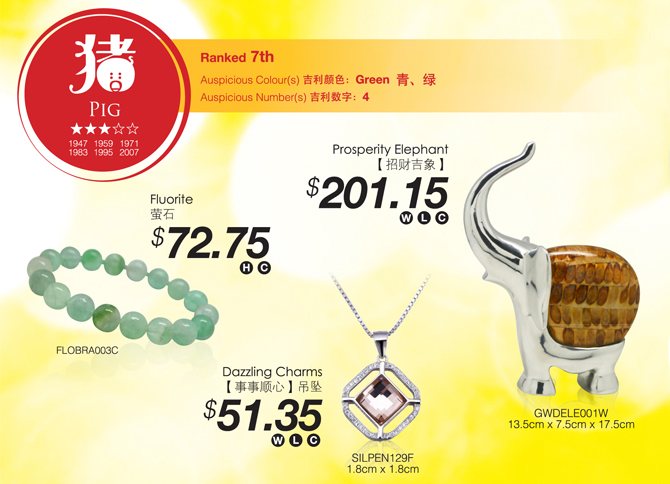 猪
PIG
★★★☆☆
1947 1959 1971
1983 1995 2007
Ranked 7th
Auspicious Colour(s) 吉利颜色: Green 青、绿
Auspicious Number(s) 吉利数字: 4
Prosperity Elephant
【招财吉象】
$201.15
W L C
Fluorite
萤石
$72.75
H C
FLOBRA003C
Dazzling Charms
【事事顺心】吊坠
$51.35
W L C
SILPEN129F
1.8cm x 1.8cm
GWDELE001W
13.5cm x 7.5cm x 17.5cm